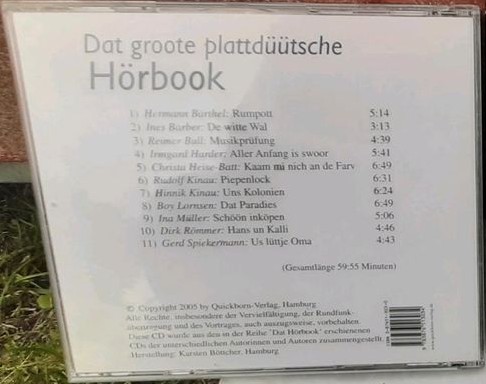 Dat groote plattdüütsche
Hörbook
1) Hermann Bärthel: Rumpott 5:14
2) Ines Barber: De witte Wal 3:13
3) Reimer Bull: Musikprüfung 4:39
4) Irmgard Harder: Aller Anfang is swoor 5:41
5) Christa Heise-Batt: Kaam mi nich an de Farv 6:49
6) Rudolf Kinau: Piepenlock 6:31
7) Hinnik Kinau: Uns Kolonien 6:24
8) Boy Lornsen: Dat Paradies 6:49
9) Ina Müller: Schöön inköpen 5:06
10) Dirk Römmer: Hans un Kalli 4:46
11) Gerd Spiekermann: Us lüttje Oma 4:43
(Gesamtlänge 59:55 Minuten)
© Copyright 2005 by Quickborn-Verlag, Hamburg
Alle Rechte, insbesondere der Vervielfältigung, der Rundfunk-
übertragung und des Vortrages, auch auszugsweise, vorbehalten
Diese CD wurde aus den in der Reihe 'Dat Hörbook' erschienenen
CDs der unterschiedlichen Autorinnen und Autoren zusammengestellt.
Herstellung: Karsten Böttcher, Hamburg